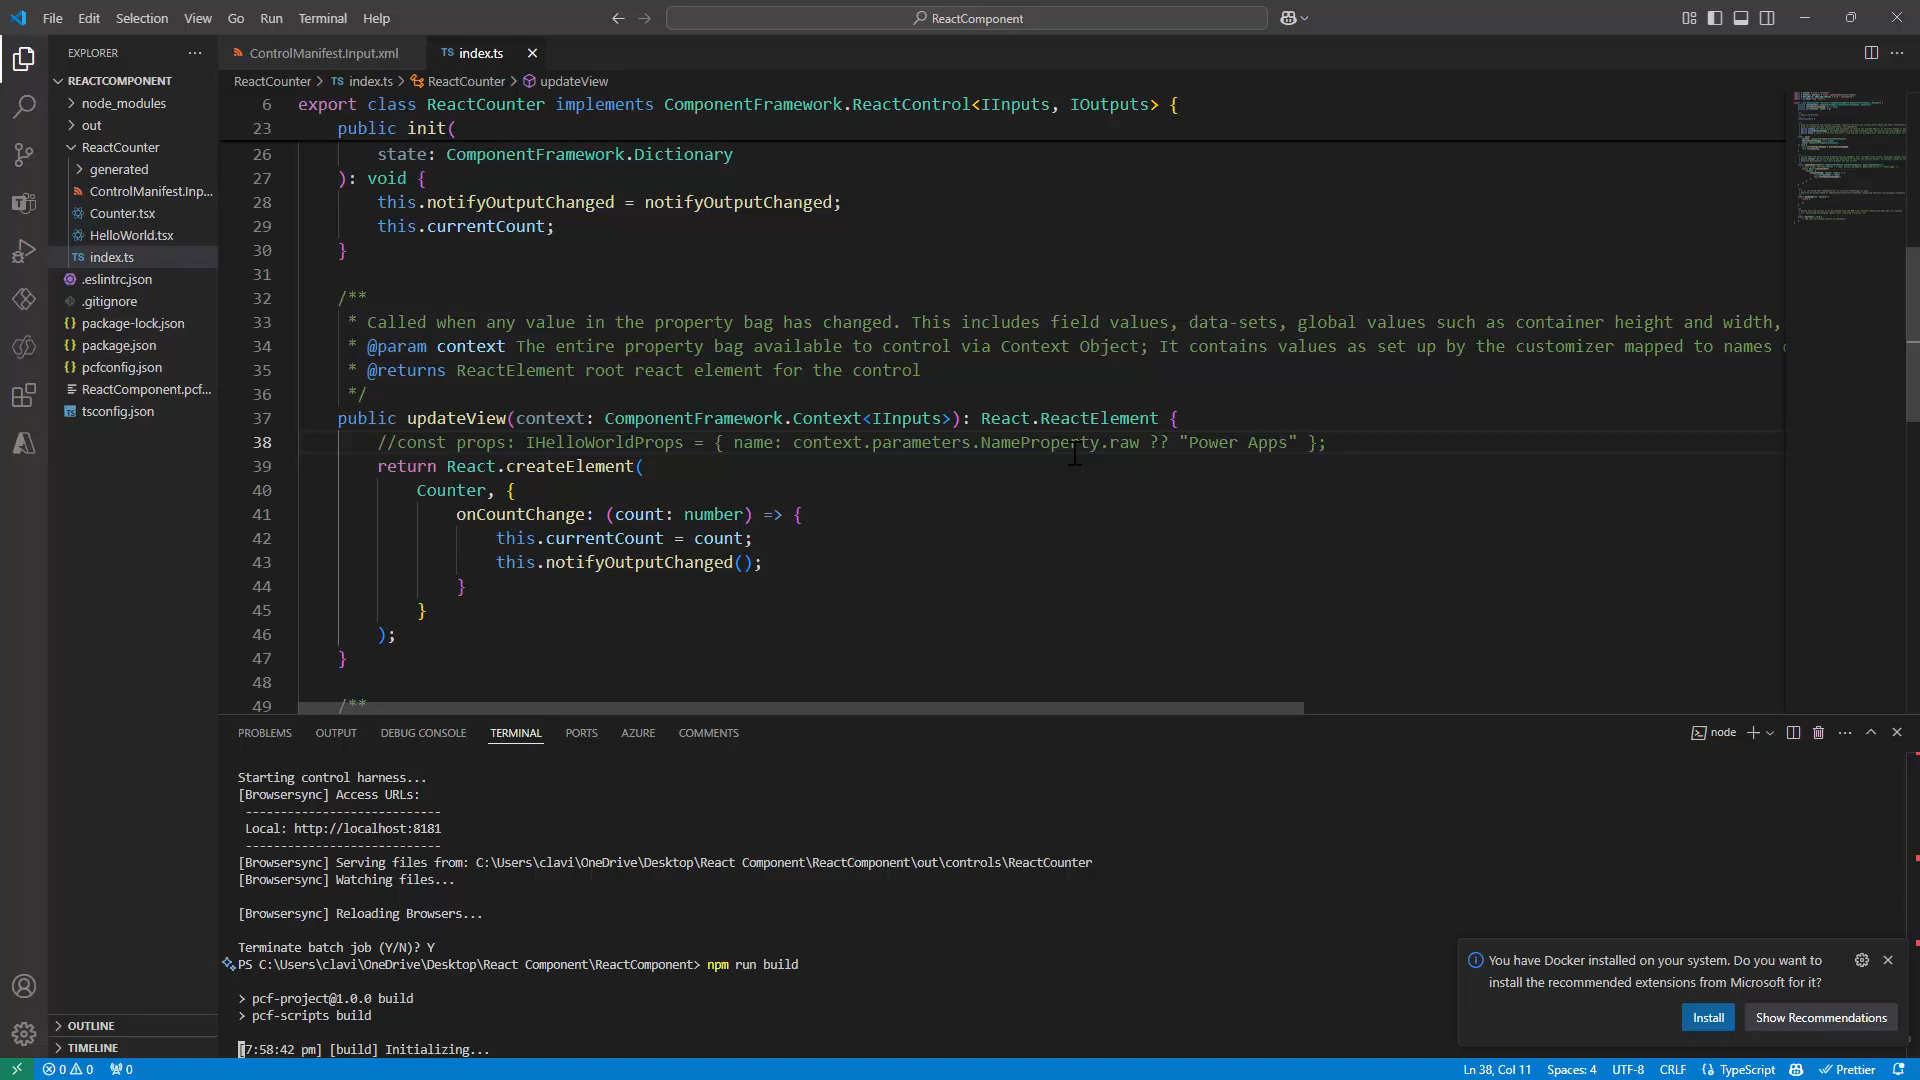 File Edit Selection View Go Run Terminal Help
ReactComponent
EXPLORER
REACTCOMPONENT
node_modules
out
ReactCounter
generated
ControlManifest.Inp...
Counter.tsx
HelloWorld.tsx
TS index.ts
.eslintrc.json
.gitignore
package-lock.json
package.json
pcfconfig.json
ReactComponent.pcf...
tsconfig.json
OUTLINE
TIMELINE
ControlManifest.Input.xml
TS index.ts
ReactCounter > TS index.ts > ReactCounter > updateView
6 export class ReactCounter implements ComponentFramework.ReactControl<IInputs, IOutputs> {
23 public init(
26 state: ComponentFramework.Dictionary
27 ): void {
28 this.notifyOutputChanged = notifyOutputChanged;
29 this.currentCount;
30 }
31
32 /**
33 * Called when any value in the property bag has changed. This includes field values, data-sets, global values such as container height and width,
34 * @param context The entire property bag available to control via Context Object; It contains values as set up by the customizer mapped to names
35 * @returns ReactElement root react element for the control
36 */
37 public updateView(context: ComponentFramework.Context<IInputs>): React.ReactElement {
38 //const props: IHelloWorldProps = { name: context.parameters.NameProperty.raw ?? "Power Apps" };
39 return React.createElement(
40 Counter, {
41 onCountChange: (count: number) => {
42 this.currentCount = count;
43 this.notifyOutputChanged();
44 }
45 }
46 );
47 }
48
49 /**
PROBLEMS OUTPUT DEBUG CONSOLE TERMINAL PORTS AZURE COMMENTS
node
Starting control harness...
[Browsersync] Access URLs:
----------------------------
Local: http://localhost:8181
----------------------------
[Browsersync] Serving files from: C:\Users\clavi\OneDrive\Desktop\React Component\ReactComponent\out\controls\ReactCounter
[Browsersync] Watching files...
[Browsersync] Reloading Browsers...
Terminate batch job (Y/N)? Y
PS C:\Users\clavi\OneDrive\Desktop\React Component\ReactComponent> npm run build
> pcf-project@1.0.0 build
> pcf-scripts build
[7:58:42 pm] [build] Initializing...
You have Docker installed on your system. Do you want to
install the recommended extensions from Microsoft for it?
Install Show Recommendations
0 0 0
Ln 38, Col 11 Spaces: 4 UTF-8 CRLF {} TypeScript Prettier